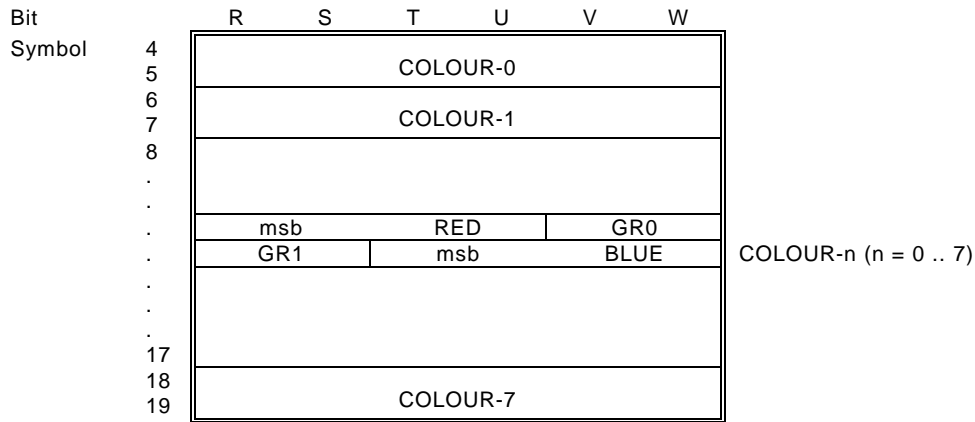 Bit R S T U V W
Symbol 4
5 COLOUR-0
6
7 COLOUR-1
8
.
.
. msb RED GR0
. GR1 msb BLUE COLOUR-n (n = 0 .. 7)
.
.
.
17
18
19 COLOUR-7